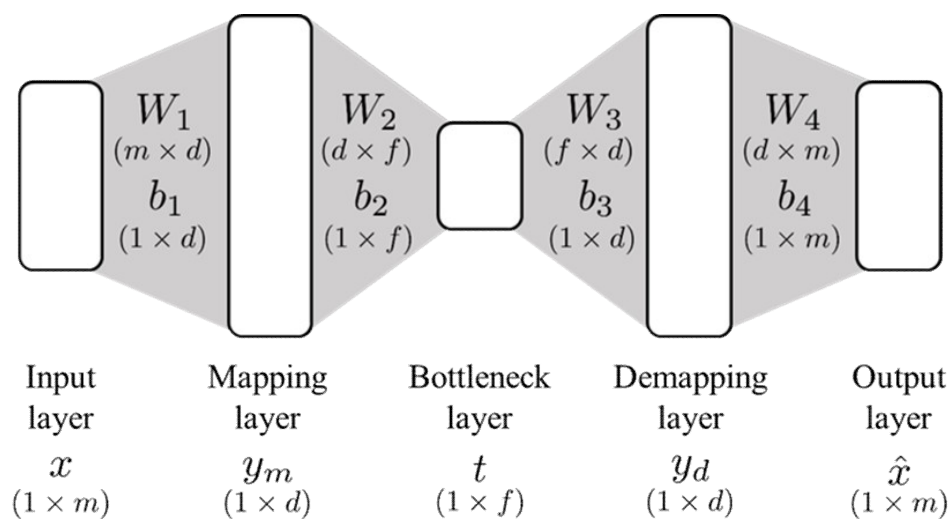 W₁ W₂ W₃ W₄
(m × d) (d × f) (f × d) (d × m)
b₁ b₂ b₃ b₄
(1 × d) (1 × f) (1 × d) (1 × m)
Input Mapping Bottleneck Demapping Output
layer layer layer layer layer
x yₘ t y_d x̂
(1 × m) (1 × d) (1 × f) (1 × d) (1 × m)